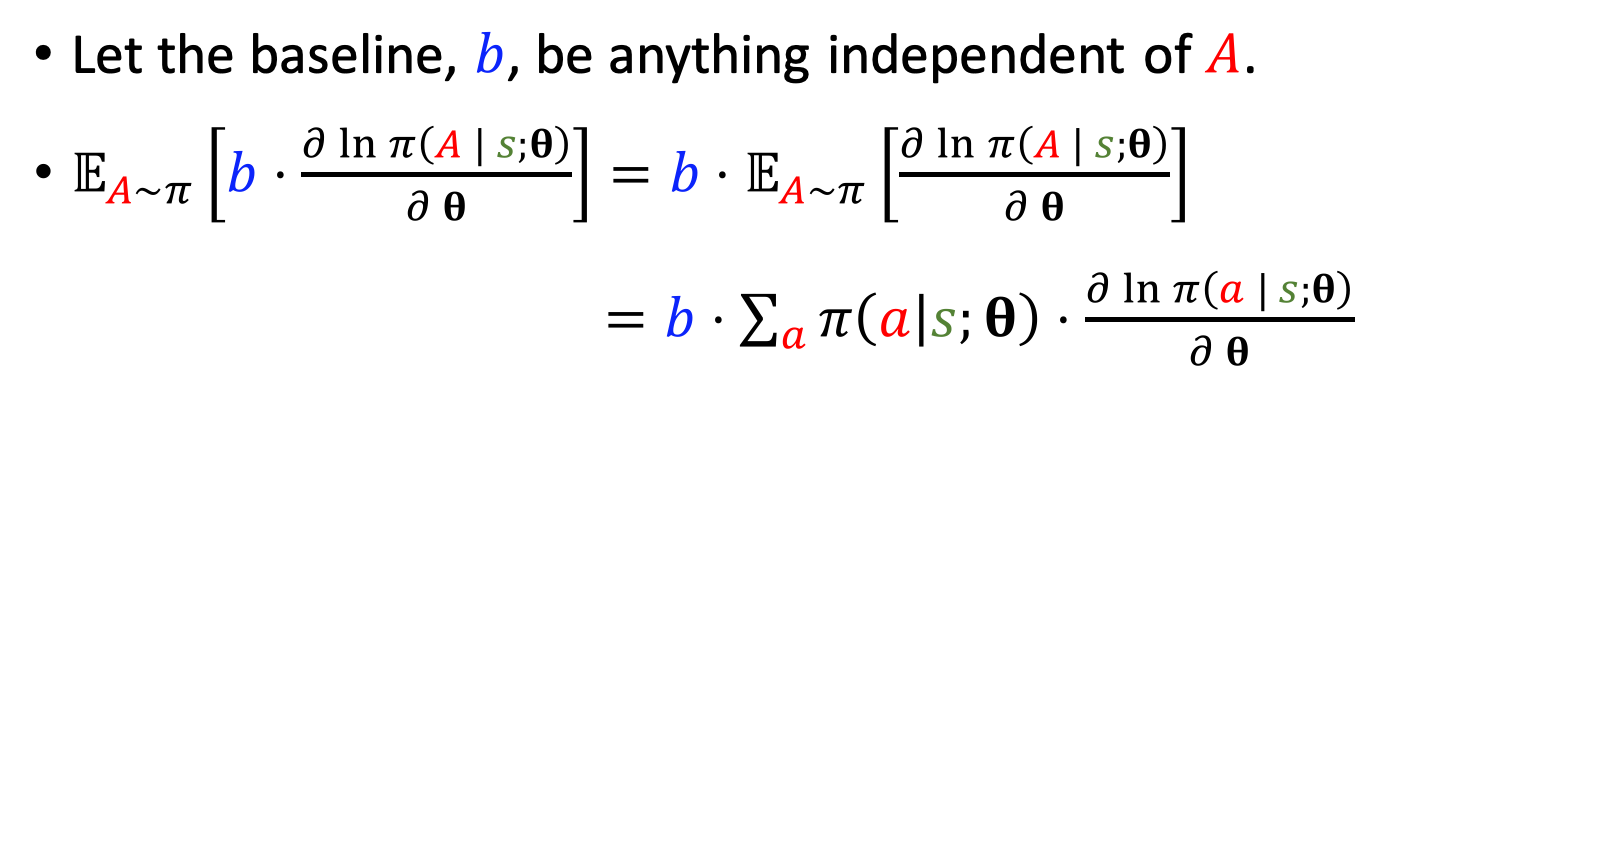 • Let the baseline, b, be anything independent of A.
• 𝔼_{A∼π} [b · ∂ ln π(A | s;θ) / ∂ θ] = b · 𝔼_{A∼π} [∂ ln π(A | s;θ) / ∂ θ]
= b · ∑_a π(a|s; θ) · ∂ ln π(a | s;θ) / ∂ θ